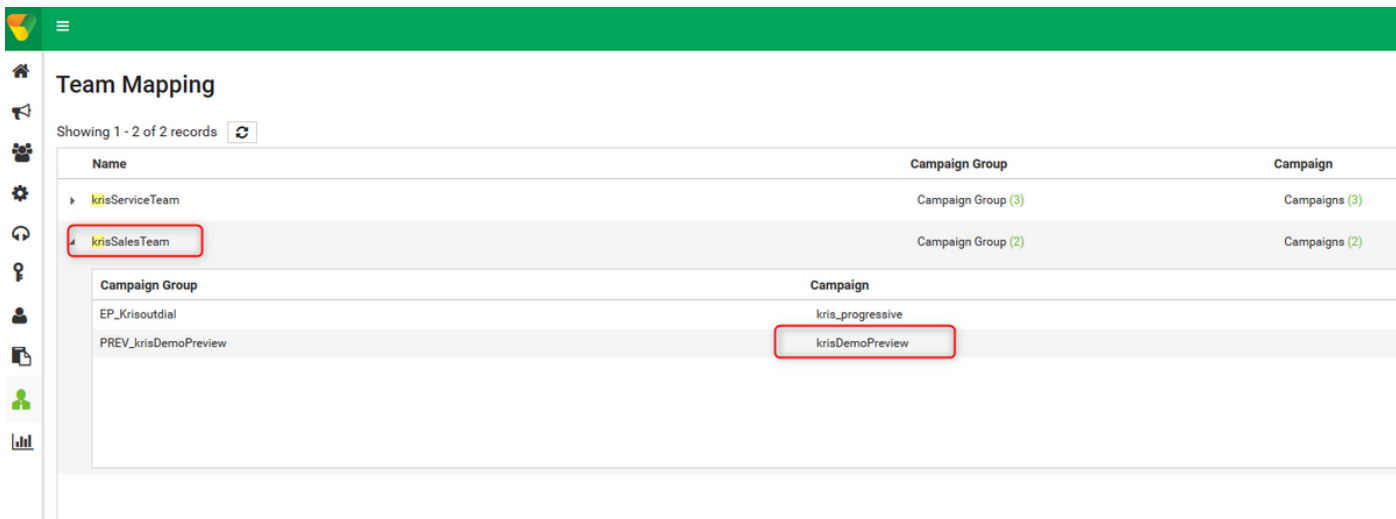 Team Mapping
Showing 1 - 2 of 2 records
Name Campaign Group Campaign
krisServiceTeam Campaign Group (3) Campaigns (3)
krisSalesTeam Campaign Group (2) Campaigns (2)
Campaign Group Campaign
EP_Krisoutdial kris_progressive
PREV_krisDemoPreview krisDemoPreview